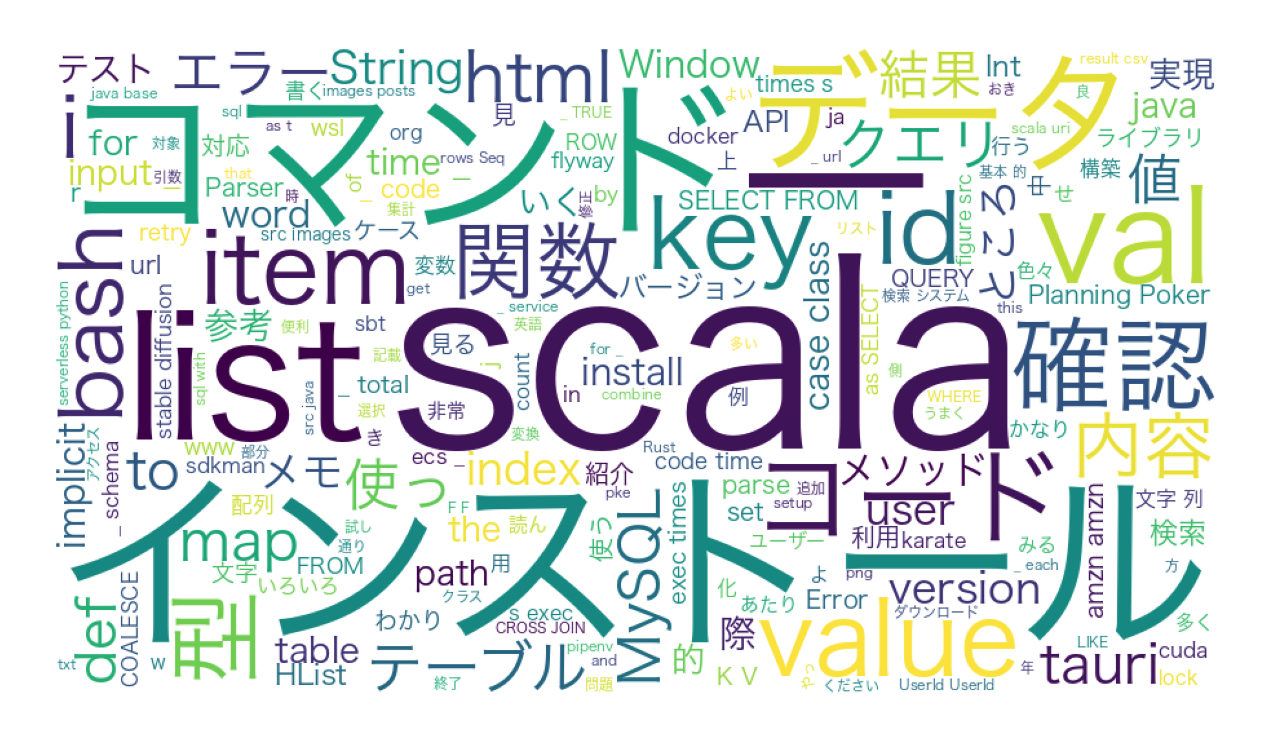 テスト
エラー
String
html
Window
times s
データ
結果
Int
result csv
実現
java base
書く
images posts
TRUE
よい
おき
良
コマンド
i
sql
as t
wsl
org
見
API
ja
クエリ
java
for
対象
対応
time
rows Seq
ROW
flyway
docker
上
_ url
行う
scala uri
ライブラリ
input
引数
that
Parser
時
集計
of
code
いく
修正
by
SELECT FROM
基本 的
構築
中
せ
値
r
word
retry
src images
ケース
key
id
るこ
figure src
リスト
val
bash
url
item
変数
get
関数
バージョン
case class
QUERY
検索 システム
色々
this
Planning Poker
serverless python
stable diffusion
参考
便利
sbt
見る
_ service
英語
for _
j
install
多い
as SELECT
側
WHERE
うまく
確認
list
scala
記載
total
count
in
combine
例
implicit
sql with
src java
選択
非常
変換
www
部分
き
かなり
内容
アクセス
_ schema
to
sdkman
メモ
ecs _
index
紹介
Rust
code time
コード
メソッド
amzn amzn
文字 列
配列
使っ
F F
pke
parse
追加
setup
set
user
検索
インストール
map
試し
通り
the
読ん
使う
MySQL
exec times
ユーザー
利用
karate
みる
_ each
方
def
COALESCE
文字
いろいろ
FROM
path
用
png
化
よ
あたり
Error
version
ダウンロード
多く
型
わかり
クラス
s exec
CROSS JOIN
際
value
LIKE
cuda
txt
w
table
HList
テーブル
pipenv
and
的
K V
やっ
ください
UserId UserId
年
tauri
lock
終了
問題